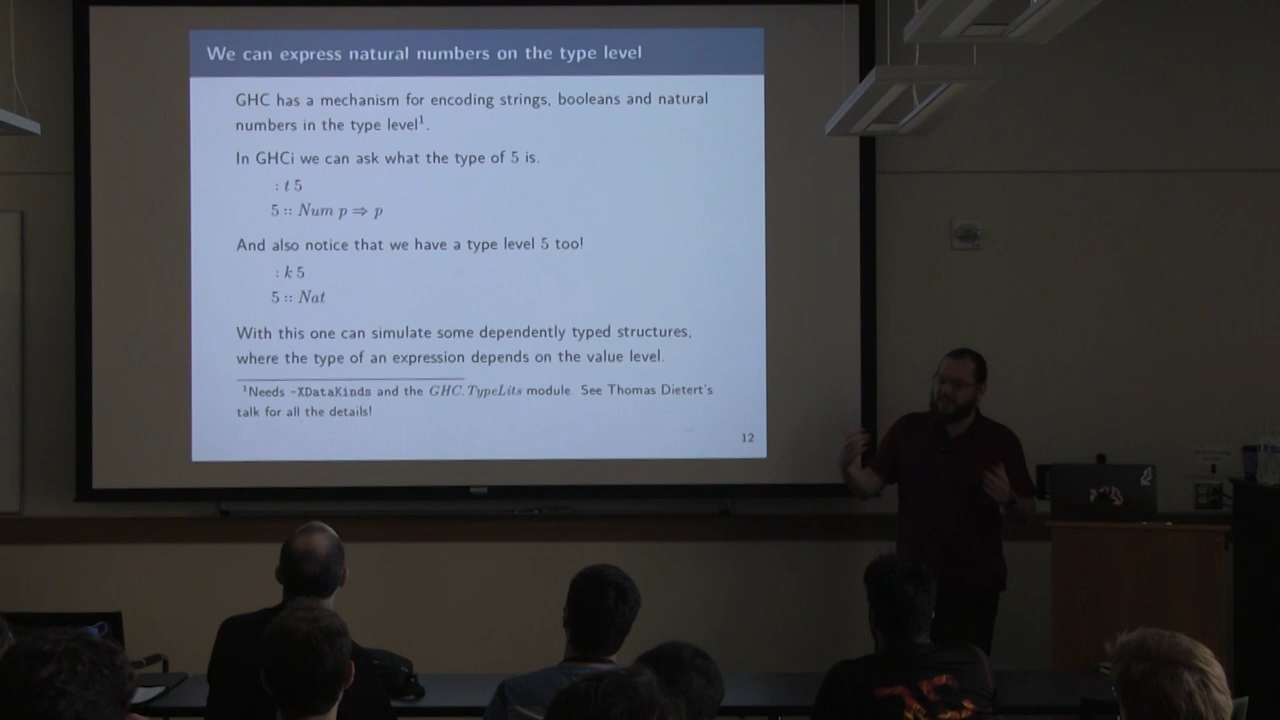 We can express natural numbers on the type level
GHC has a mechanism for encoding strings, booleans and natural
numbers in the type level¹.
In GHCi we can ask what the type of 5 is.
: t 5
5 :: Num p ⇒ p
And also notice that we have a type level 5 too!
: k 5
5 :: Nat
With this one can simulate some dependently typed structures,
where the type of an expression depends on the value level.
¹Needs -XDataKinds and the GHC.TypeLits module. See Thomas Dietert's
talk for all the details!
12